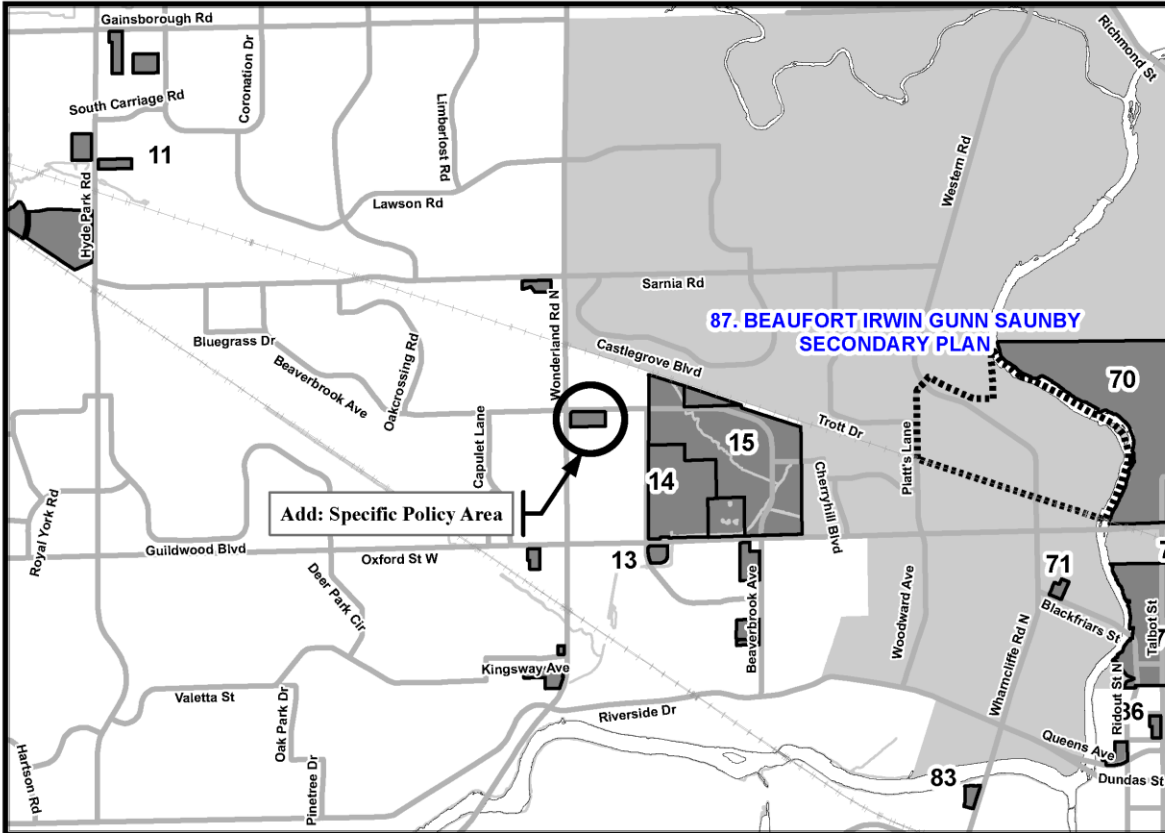 Gainsborough Rd
Richmond St
Coronation Dr
Limberlost Rd
South Carriage Rd
11
Western Rd
Lawson Rd
Hyde Park Rd
Sarnia Rd
Wonderland Rd N
87. BEAUFORT IRWIN GUNN SAUNBY
SECONDARY PLAN
Bluegrass Dr
Castlegrove Blvd
Beaverbrook Ave
Oakcrossing Rd
70
Capulet Lane
Trott Dr
15
Platt's Lane
14
Cherryhill Blvd
Royal York Rd
Add: Specific Policy Area
Guildwood Blvd
Oxford St W
13
Deer Park Cir
71
Blackfriars St
Talbot St
Woodward Ave
Beaverbrook Ave
Kingsway Ave
Wharncliffe Rd N
Ridout St N
Valetta St
Oak Park Dr
Riverside Dr
Queens Ave
Hartson Rd
Pinetree Dr
83
Dundas St